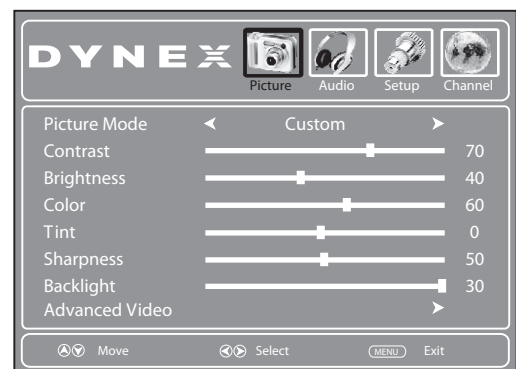 DYNEX
Picture Audio Setup Channel
Picture Mode Custom
Contrast 70
Brightness 40
Color 60
Tint 0
Sharpness 50
Backlight 30
Advanced Video
Move Select MENU Exit